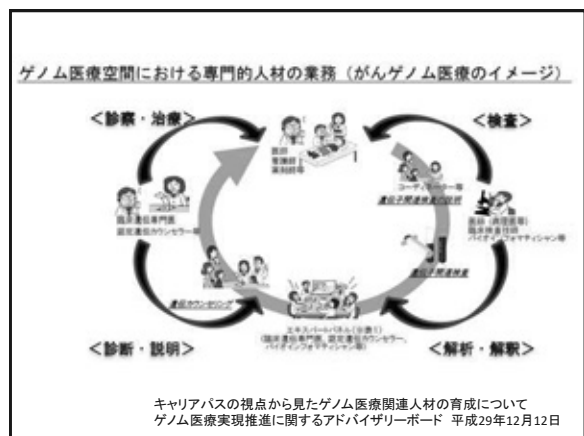 ゲノム医療空間における専門的人材の業務（がんゲノム医療のイメージ）
＜診察・治療＞
＜検査＞
医師
看護師
薬剤師等
コーディネーター等
遺伝子関連検査の説明
臨床遺伝専門医
認定遺伝カウンセラー等
医師（病理医等）
臨床検査技師
バイオインフォマティシャン等
遺伝子関連検査
遺伝カウンセリング
エキスパートパネル（※表1）
（臨床遺伝専門医、認定遺伝カウンセラー、
バイオインフォマティシャン等）
＜診断・説明＞
＜解析・解釈＞
キャリアパスの視点から見たゲノム医療関連人材の育成について
ゲノム医療実現推進に関するアドバイザリーボード 平成29年12月12日